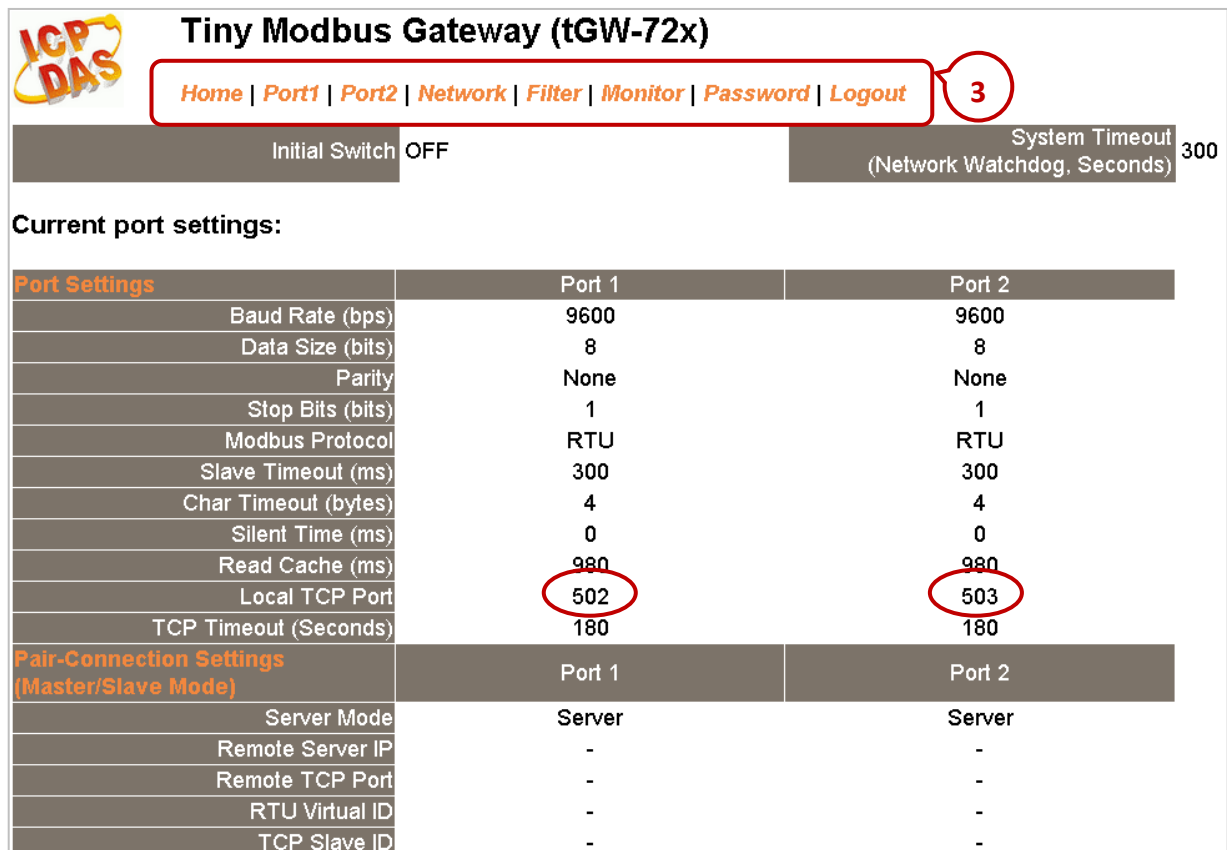 ICP DAS
Tiny Modbus Gateway (tGW-72x)
Home | Port1 | Port2 | Network | Filter | Monitor | Password | Logout
3
Initial Switch OFF System Timeout (Network Watchdog, Seconds) 300
Current port settings:
Port Settings Port 1 Port 2
Baud Rate (bps) 9600 9600
Data Size (bits) 8 8
Parity None None
Stop Bits (bits) 1 1
Modbus Protocol RTU RTU
Slave Timeout (ms) 300 300
Char Timeout (bytes) 4 4
Silent Time (ms) 0 0
Read Cache (ms) 980 980
Local TCP Port 502 503
TCP Timeout (Seconds) 180 180
Pair-Connection Settings (Master/Slave Mode) Port 1 Port 2
Server Mode Server Server
Remote Server IP - -
Remote TCP Port - -
RTU Virtual ID - -
TCP Slave ID - -